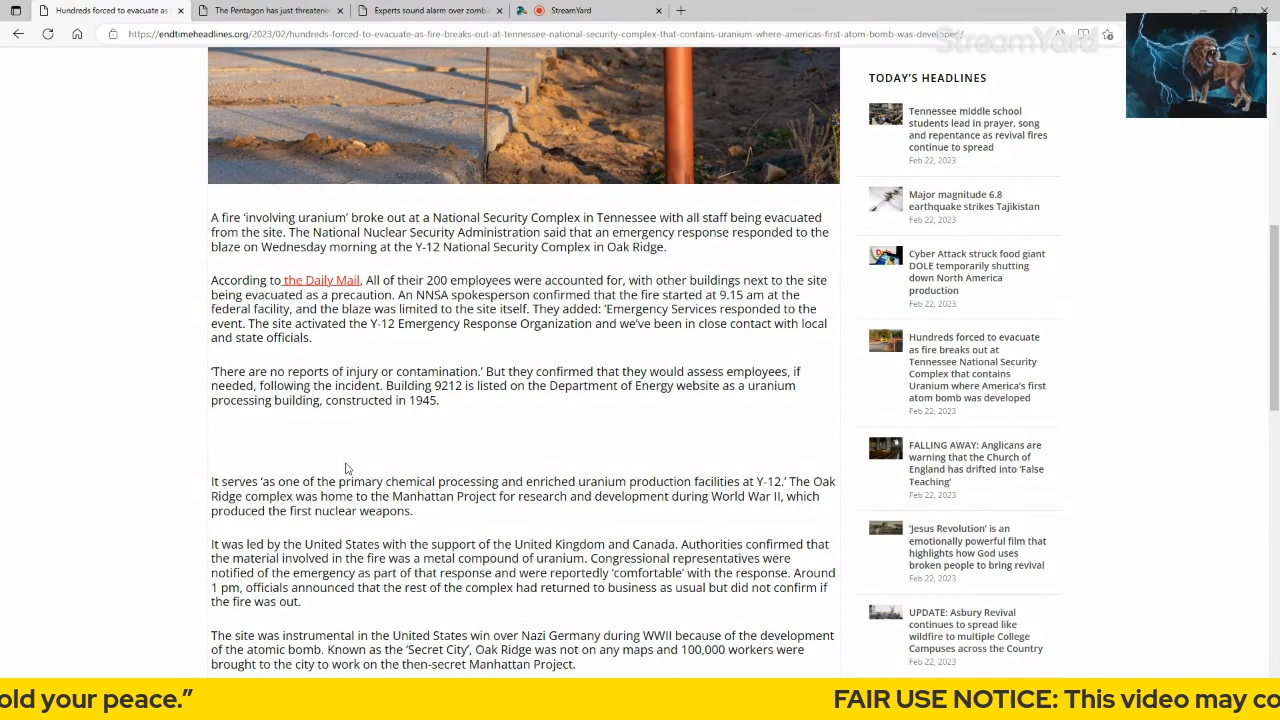 Hundreds forced to evacuate as
The Pentagon has just threatene
Experts sound alarm over zomb
StreamYard
https://endtimeheadlines.org/2023/02/hundreds-forced-to-evacuate-as-fire-breaks-out-at-tennessee-national-security-complex-that-contains-uranium-where-americas-first-atom-bomb-was-developed/
StreamYard
A fire ‘involving uranium’ broke out at a National Security Complex in Tennessee with all staff being evacuated
from the site. The National Nuclear Security Administration said that an emergency response responded to the
blaze on Wednesday morning at the Y-12 National Security Complex in Oak Ridge.
According to the Daily Mail, All of their 200 employees were accounted for, with other buildings next to the site
being evacuated as a precaution. An NNSA spokesperson confirmed that the fire started at 9.15 am at the
federal facility, and the blaze was limited to the site itself. They added: ‘Emergency Services responded to the
event. The site activated the Y-12 Emergency Response Organization and we’ve been in close contact with local
and state officials.
‘There are no reports of injury or contamination.’ But they confirmed that they would assess employees, if
needed, following the incident. Building 9212 is listed on the Department of Energy website as a uranium
processing building, constructed in 1945.
It serves ‘as one of the primary chemical processing and enriched uranium production facilities at Y-12.’ The Oak
Ridge complex was home to the Manhattan Project for research and development during World War II, which
produced the first nuclear weapons.
It was led by the United States with the support of the United Kingdom and Canada. Authorities confirmed that
the material involved in the fire was a metal compound of uranium. Congressional representatives were
notified of the emergency as part of that response and were reportedly ‘comfortable’ with the response. Around
1 pm, officials announced that the rest of the complex had returned to business as usual but did not confirm if
the fire was out.
The site was instrumental in the United States win over Nazi Germany during WWII because of the development
of the atomic bomb. Known as the ‘Secret City’, Oak Ridge was not on any maps and 100,000 workers were
brought to the city to work on the then-secret Manhattan Project.
TODAY'S HEADLINES
Tennessee middle school
students lead in prayer, song
and repentance as revival fires
continue to spread
Feb 22, 2023
Major magnitude 6.8
earthquake strikes Tajikistan
Feb 22, 2023
Cyber Attack struck food giant
DOLE temporarily shutting
down North America
production
Feb 22, 2023
Hundreds forced to evacuate
as fire breaks out at
Tennessee National Security
Complex that contains
Uranium where America’s first
atom bomb was developed
Feb 22, 2023
FALLING AWAY: Anglicans are
warning that the Church of
England has drifted into ‘False
Teaching’
Feb 22, 2023
‘Jesus Revolution’ is an
emotionally powerful film that
highlights how God uses
broken people to bring revival
Feb 22, 2023
UPDATE: Asbury Revival
continues to spread like
wildfire to multiple College
Campuses across the Country
Feb 22, 2023
old your peace.” FAIR USE NOTICE: This video may co